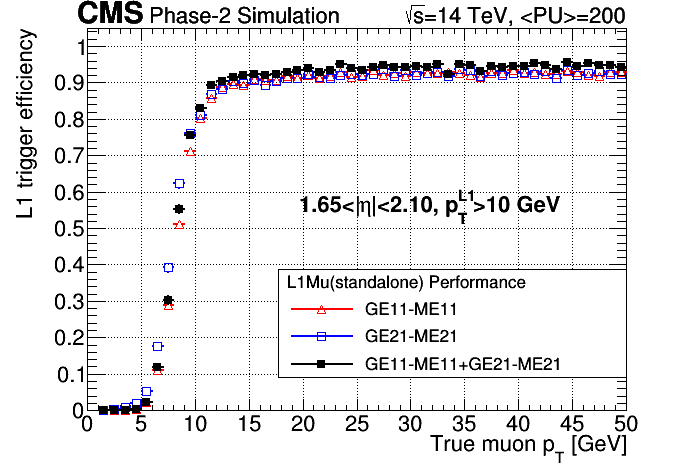 CMS Phase-2 Simulation √s=14 TeV, <PU>=200
L1 trigger efficiency
1
0.9
0.8
0.7
0.6
0.5
0.4
0.3
0.2
0.1
0
1.65<|η|<2.10, p_T^L1>10 GeV
L1Mu(standalone) Performance
GE11-ME11
GE21-ME21
GE11-ME11+GE21-ME21
0 5 10 15 20 25 30 35 40 45 50
True muon p_T [GeV]